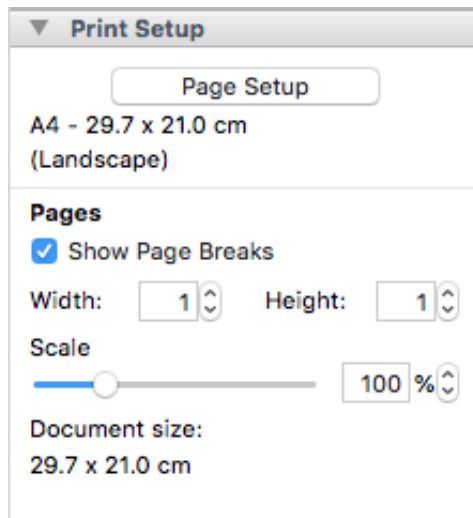 Print Setup
Page Setup
A4 - 29.7 x 21.0 cm
(Landscape)
Pages
Show Page Breaks
Width: 1 Height: 1
Scale
100 %
Document size:
29.7 x 21.0 cm